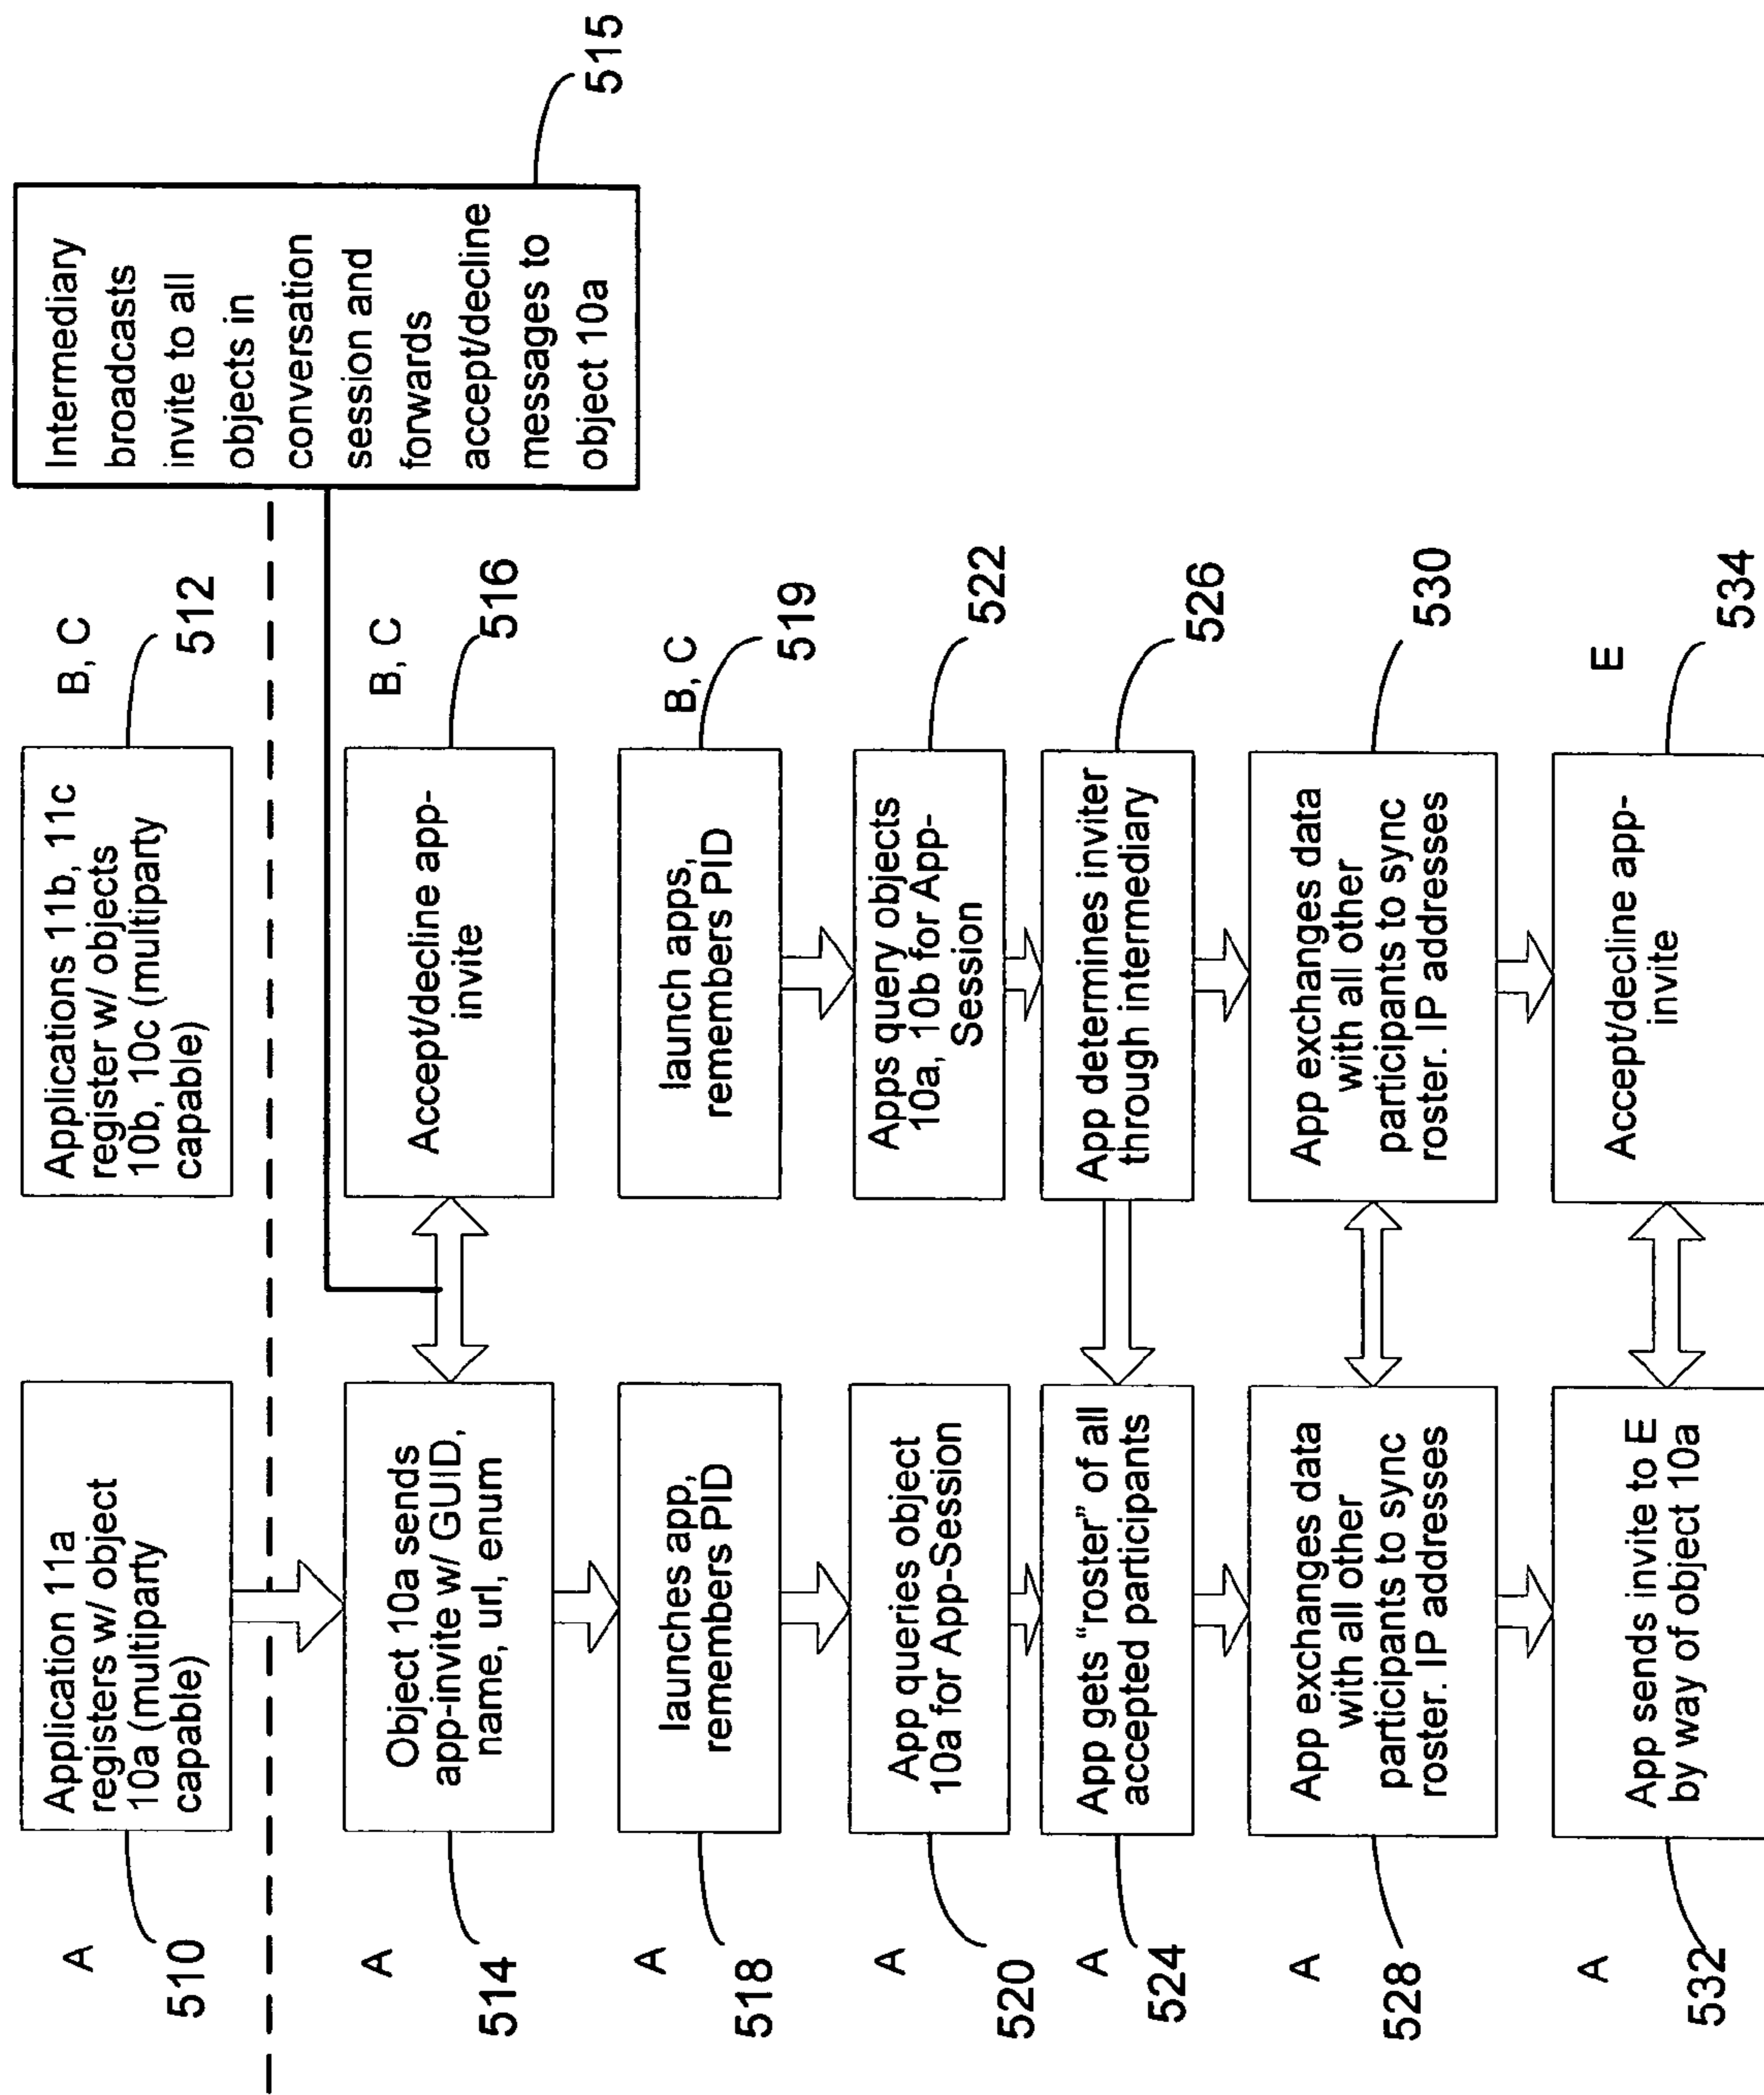 A
510
Application 11a
registers w/ object
10a (multiparty
capable)
Applications 11b, 11c
register w/ objects
10b, 10c (multiparty
capable)
B, C
512
A
514
Object 10a sends
app-invite w/ GUID,
name, url, enum
Accept/decline app-
invite
B, C
516
Intermediary
broadcasts
invite to all
objects in
conversation
session and
forwards
accept/decline
messages to
object 10a
515
A
518
launches app,
remembers PID
launch apps,
remembers PID
B, C
519
A
520
App queries object
10a for App-Session
Apps query objects
10a, 10b for App-
Session
522
A
524
App gets “roster” of all
accepted participants
App determines inviter
through intermediary
526
A
528
App exchanges data
with all other
participants to sync
roster. IP addresses
App exchanges data
with all other
participants to sync
roster. IP addresses
530
A
532
App sends invite to E
by way of object 10a
Accept/decline app-
invite
E
534